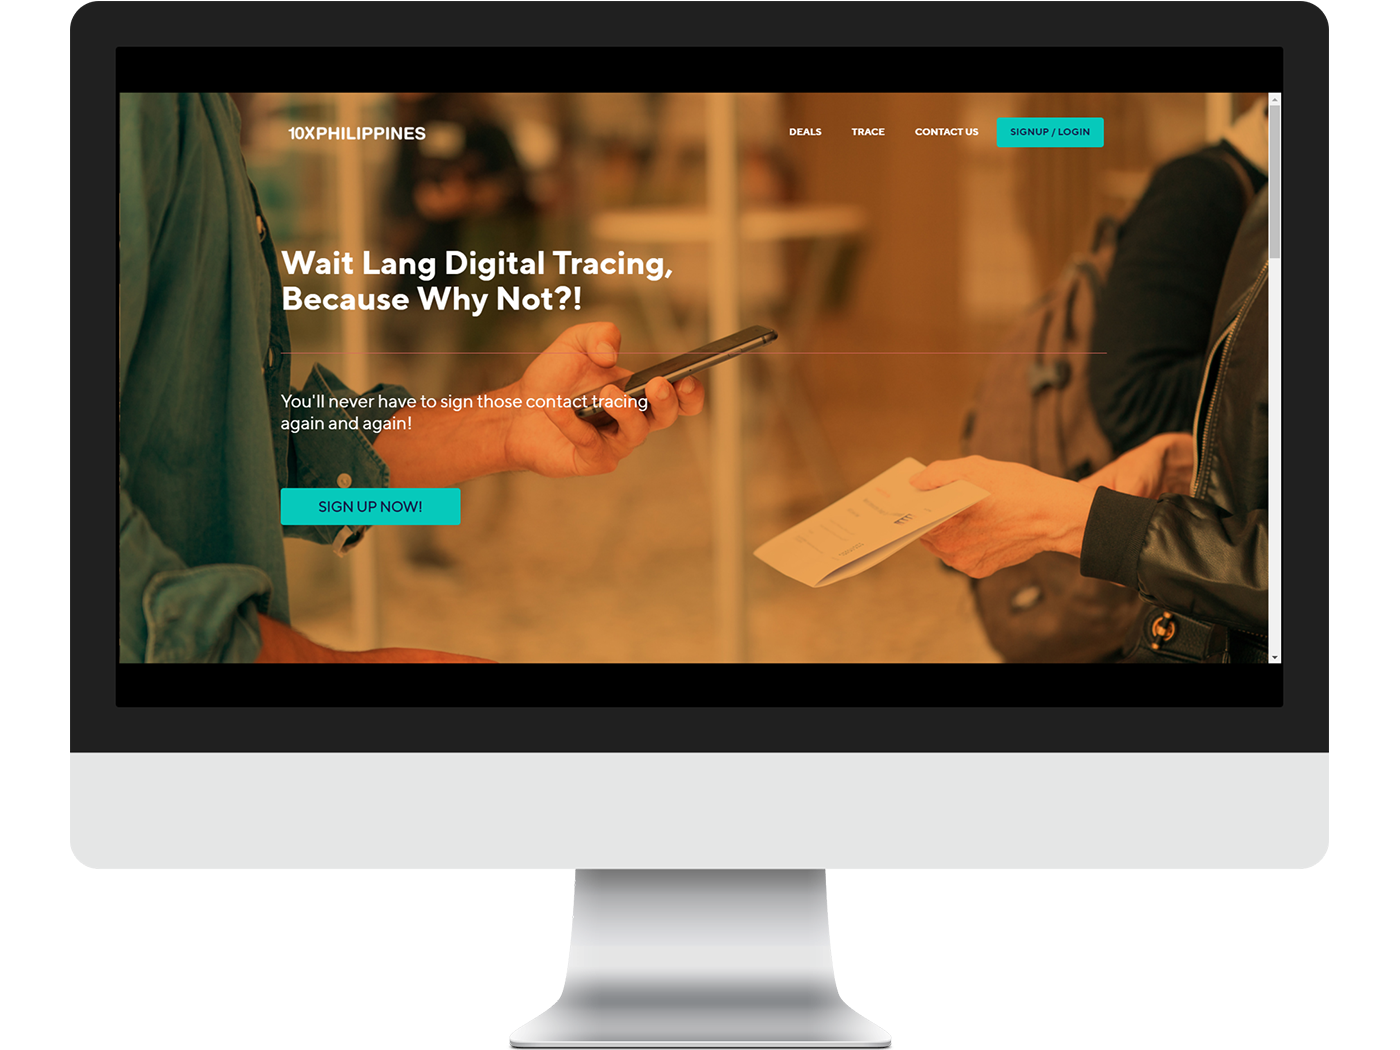 10XPHILIPPINES
DEALS TRACE CONTACT US SIGNUP / LOGIN
Wait Lang Digital Tracing,
Because Why Not?!
You'll never have to sign those contact tracing
again and again!
SIGN UP NOW!